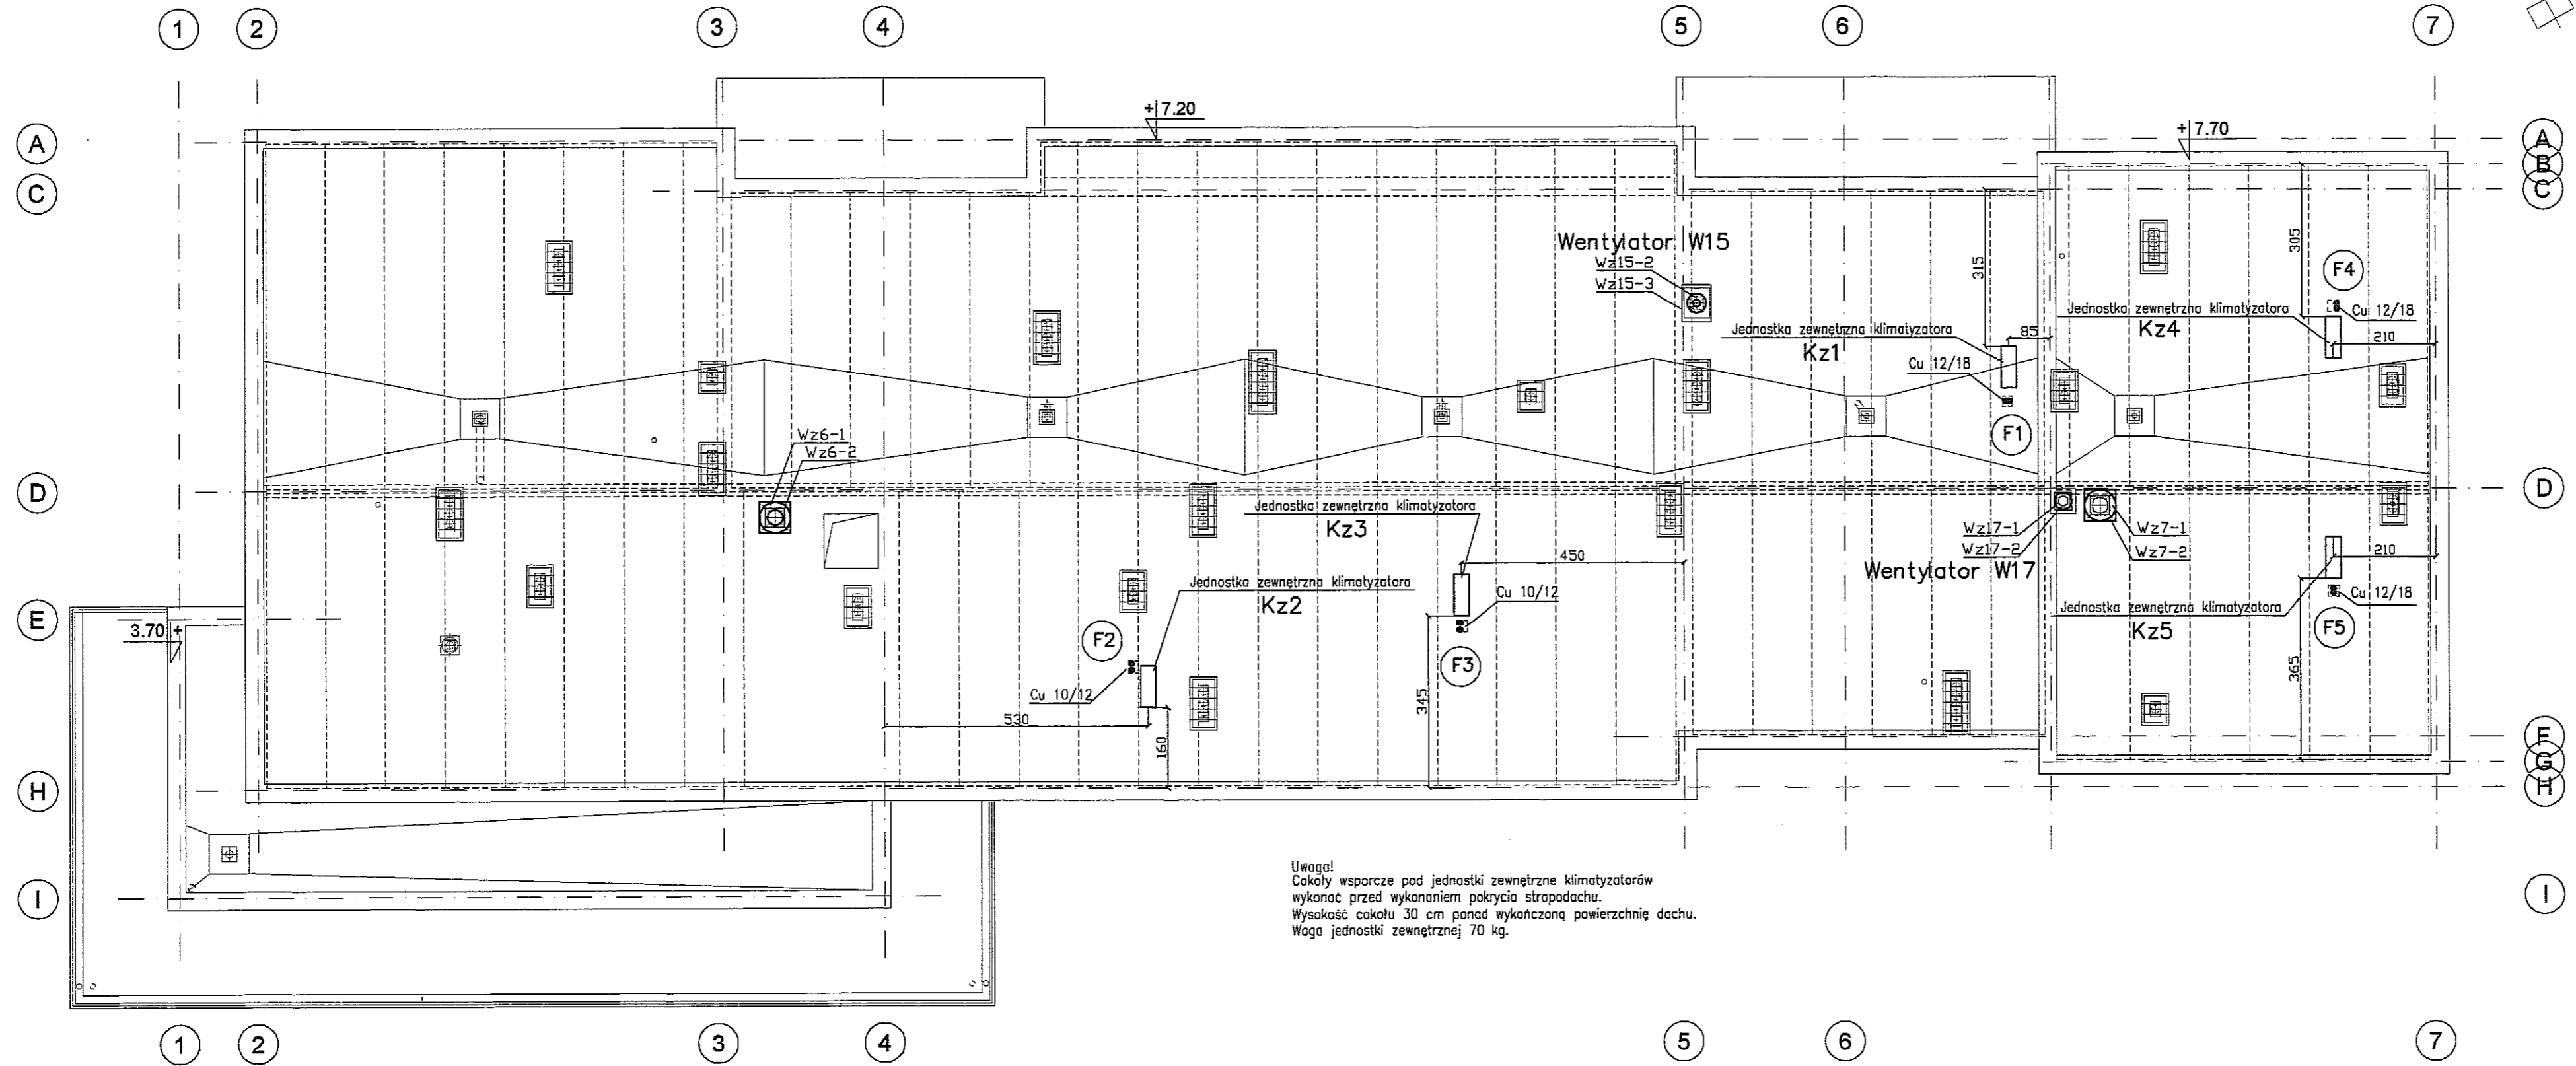 1 2 3 4 5 6 7
+7.20
+7.70
A A
B
C C
Wentylator W15
Wz15-2
Wz15-3
315
305
F4
Jednostka zewnętrzna klimatyzatora
Kz1
85
Cu 12/18
F1
Jednostka zewnętrzna klimatyzatora
Kz4
Cu 12/18
210
Wz6-1
Wz6-2
D D
Jednostka zewnętrzna klimatyzatora
Kz3
450
Cu 10/12
F3
345
Jednostka zewnętrzna klimatyzatora
Kz2
F2
Cu 10/12
530
160
Wz17-1
Wz17-2
Wentylator W17
Wz7-1
Wz7-2
210
Cu 12/18
Jednostka zewnętrzna klimatyzatora
Kz5
F5
365
E
3.70 +
F
G
H H
Uwaga!
Cokoły wsporcze pod jednostki zewnętrzne klimatyzatorów
wykonać przed wykonaniem pokrycia stropodachu.
Wysokość cokołu 30 cm ponad wykończoną powierzchnię dachu.
Waga jednostki zewnętrznej 70 kg.
I I
1 2 3 4 5 6 7